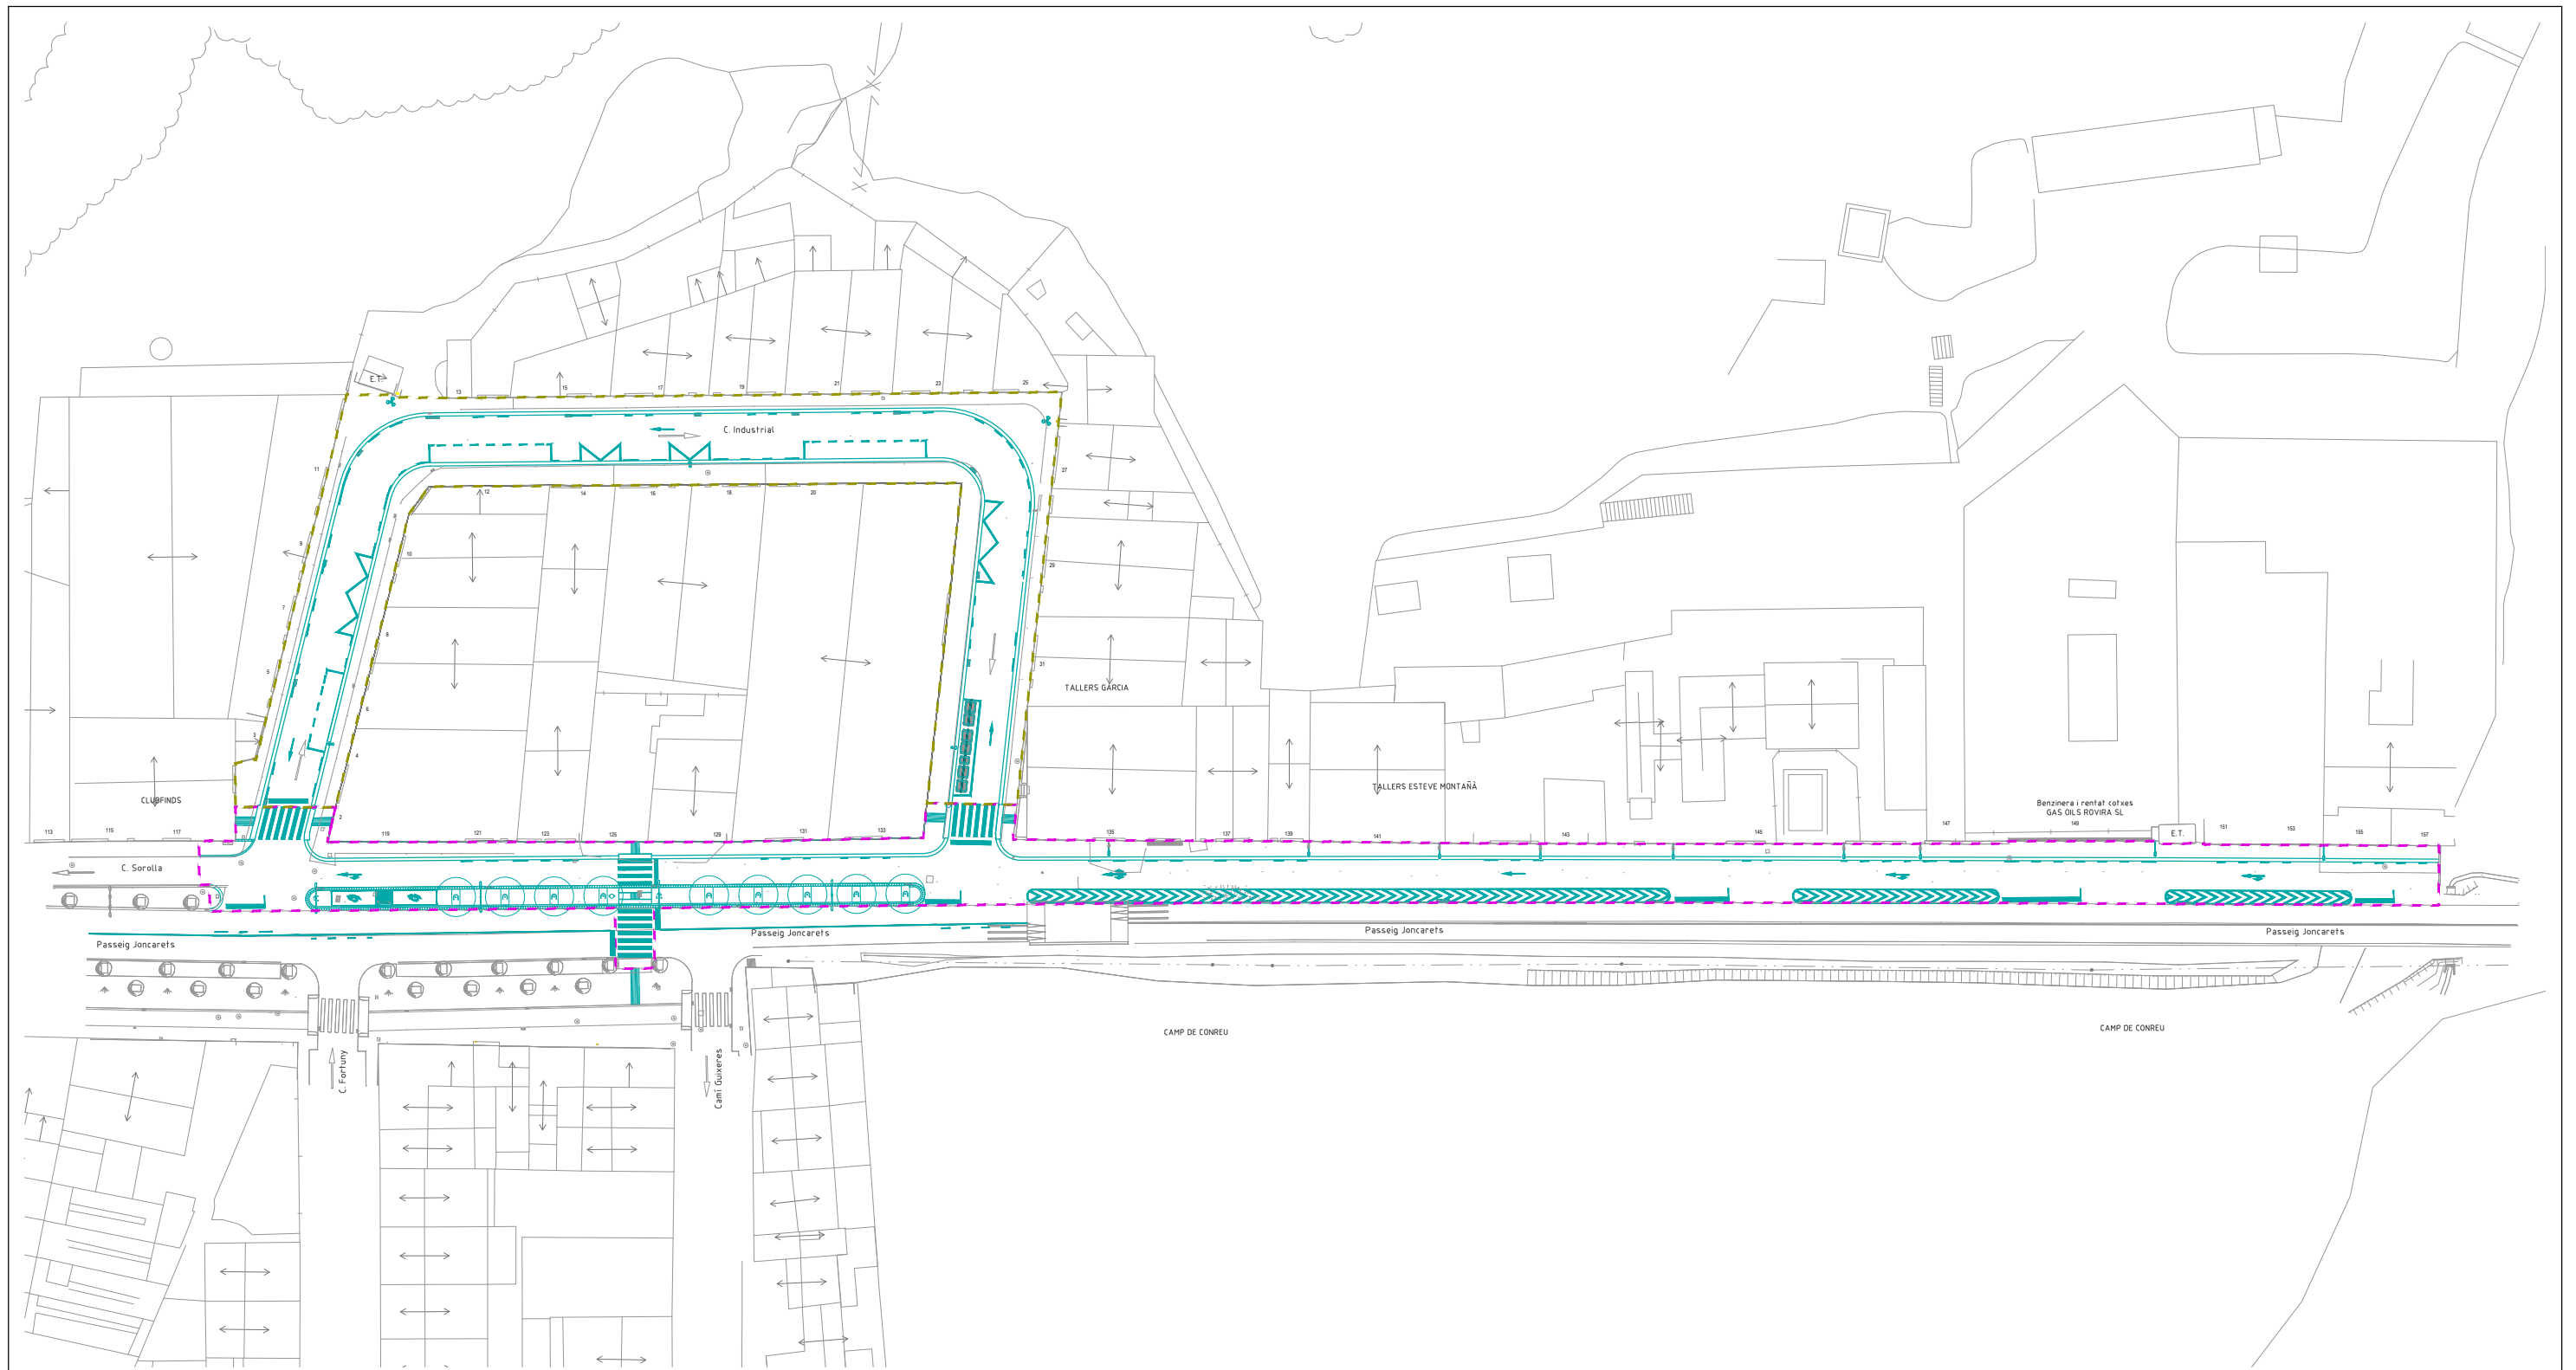 E.T.
13
15
17
19
21
23
25
C. Industrial
11
27
12
14
16
18
20
9
10
29
7
8
31
5
6
TALLERS GARCIA
3
4
TALLERS ESTEVE MONTAÑÀ
CLUBFINDS
Benzinera i rentat cotxes
GAS OILS ROVIRA SL
2
E.T.
113
115
117
119
121
123
125
129
131
133
135
137
139
141
143
145
147
149
151
153
155
157
C. Sorolla
Passeig Joncarets
Passeig Joncarets
Passeig Joncarets
Passeig Joncarets
CAMP DE CONREU
CAMP DE CONREU
C. Fortuny
Camí Guixeres